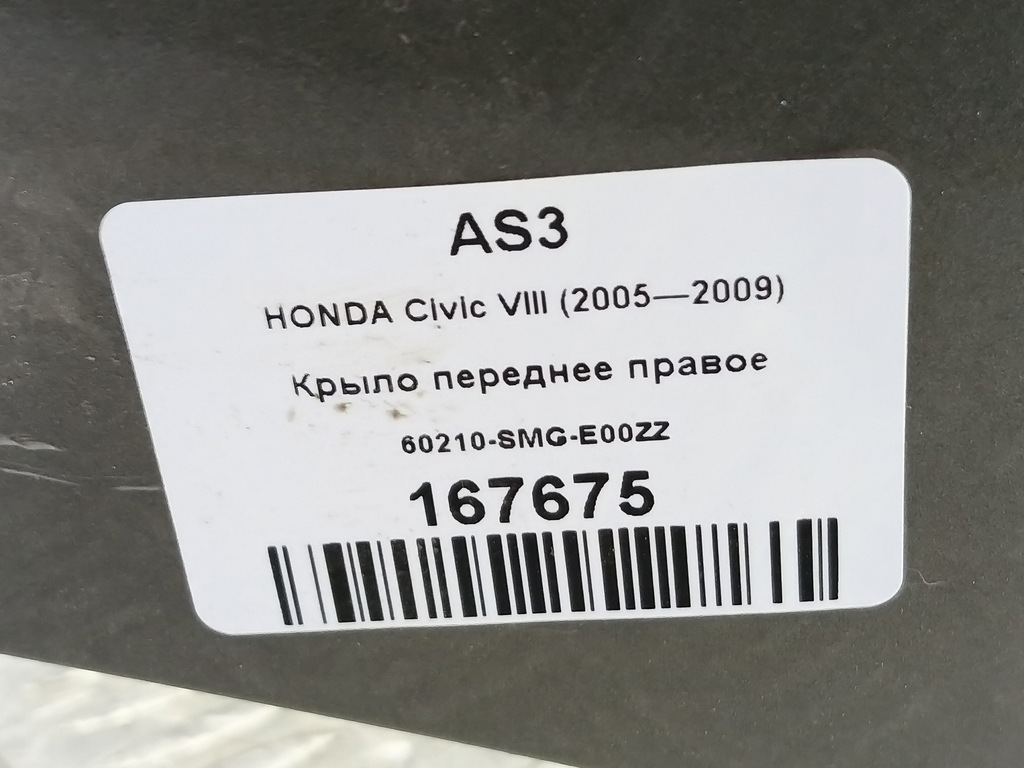 AS3
HONDA Civic VIII (2005—2009)
Крыло переднее правое
60210-SMG-E00ZZ
167675